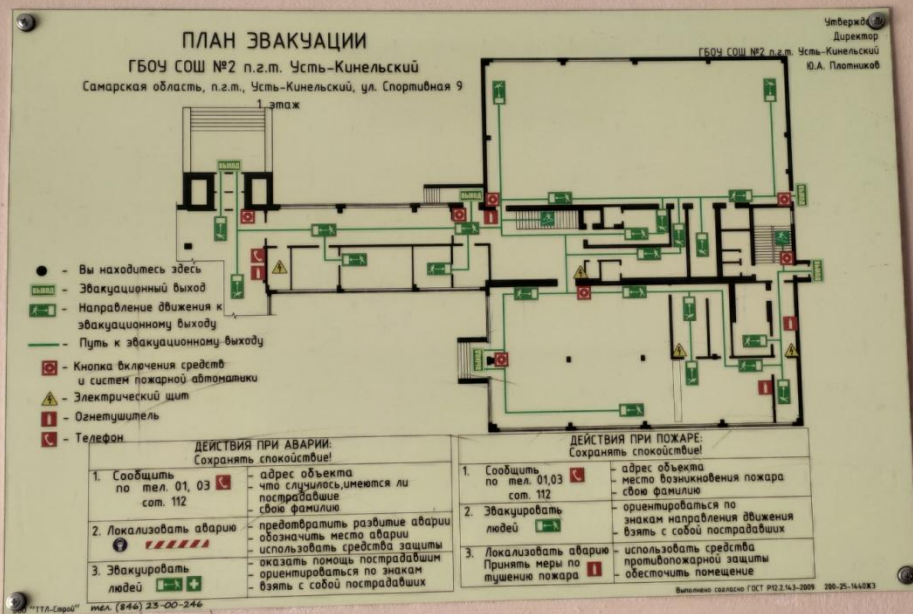 ПЛАН ЭВАКУАЦИИ
ГБОУ СОШ №2 п.г.т. Усть-Кинельский
Самарская область, п.г.т., Усть-Кинельский, ул. Спортивная 9
1 этаж
Утверждаю
Директор
ГБОУ СОШ №2 п.г.т. Усть-Кинельский
Ю.А. Плотников
ВЫХОД
ВЫХОД
ВЫХОД
ВЫХОД
ВЫХОД
- Вы находитесь здесь
ВЫХОД - Эвакуационный выход
- Направление движения к
эвакуационному выходу
- Путь к эвакуационному выходу
- Кнопка включения средств
и систем пожарной автоматики
- Электрический щит
- Огнетушитель
- Телефон
ДЕЙСТВИЯ ПРИ АВАРИИ:
Сохранять спокойствие!
1. Сообщить
по тел. 01, 03
сот. 112
- адрес объекта
- что случилось,имеются ли
пострадавшие
- свою фамилию
2. Локализовать аварию
- предотвратить развитие аварии
- обозначить место аварии
- использовать средства защиты
3. Эвакуировать
людей
- оказать помощь пострадавшим
- ориентироваться по знакам
- взять с собой пострадавших
ДЕЙСТВИЯ ПРИ ПОЖАРЕ:
Сохранять спокойствие!
1. Сообщить
по тел. 01,03
сот. 112
- адрес объекта
- место возникновения пожара
- свою фамилию
2. Эвакуировать
людей
- ориентироваться по
знакам направления движения
- взять с собой пострадавших
3. Локализовать аварию
Принять меры по
тушению пожара
- использовать средства
противопожарной защиты
- обесточить помещение
"ТТЛ-Строй" тел. (846) 23-00-246
Выполнено согласно ГОСТ Р12.2.143-2009